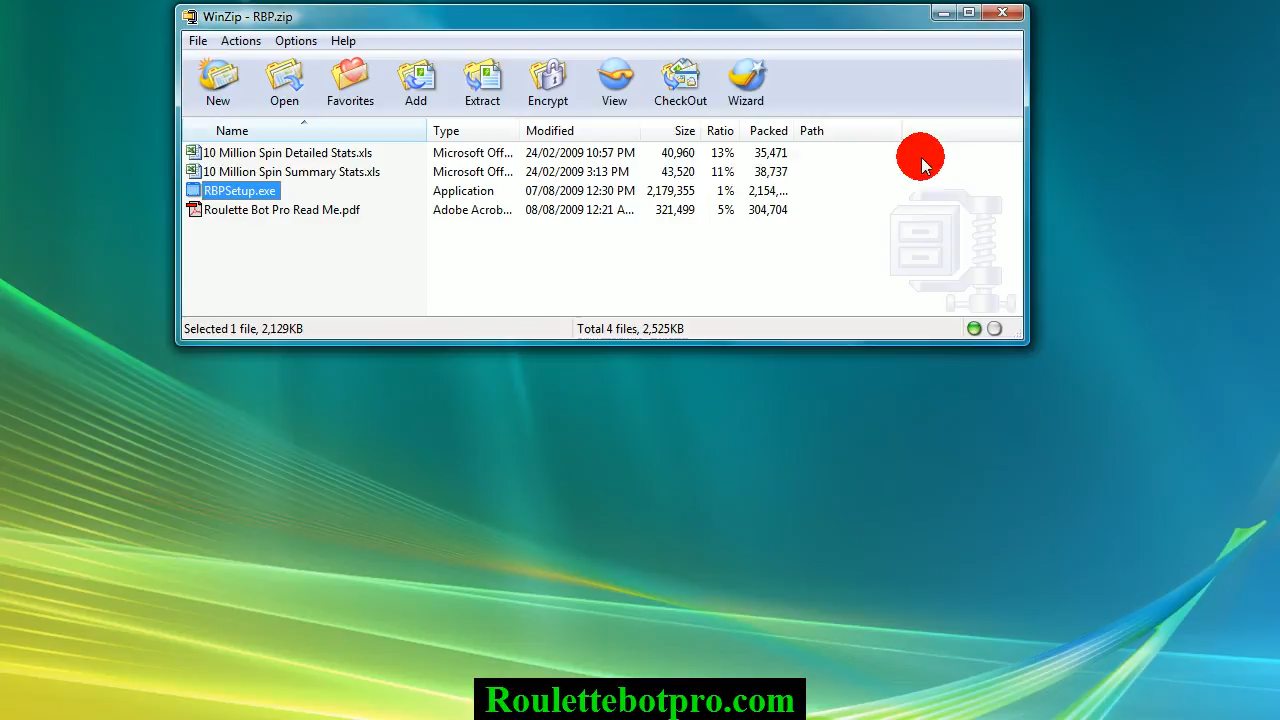 WinZip - RBP.zip
File Actions Options Help
New Open Favorites Add Extract Encrypt View CheckOut Wizard
Name Type Modified Size Ratio Packed Path
10 Million Spin Detailed Stats.xls Microsoft Off... 24/02/2009 10:57 PM 40,960 13% 35,471
10 Million Spin Summary Stats.xls Microsoft Off... 24/02/2009 3:13 PM 43,520 11% 38,737
RBPSetup.exe Application 07/08/2009 12:30 PM 2,179,355 1% 2,154,...
Roulette Bot Pro Read Me.pdf Adobe Acrob... 08/08/2009 12:21 A... 321,499 5% 304,704
Selected 1 file, 2,129KB Total 4 files, 2,525KB
Roulettebotpro.com